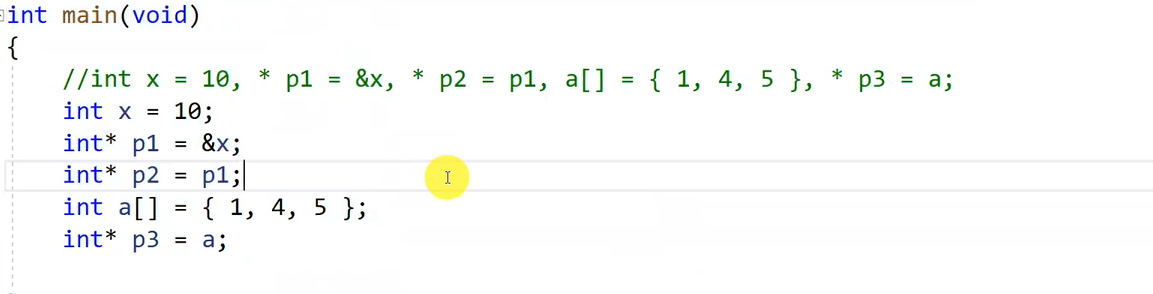 int main(void)
{
//int x = 10, * p1 = &x, * p2 = p1, a[] = { 1, 4, 5 }, * p3 = a;
int x = 10;
int* p1 = &x;
int* p2 = p1;
int a[] = { 1, 4, 5 };
int* p3 = a;